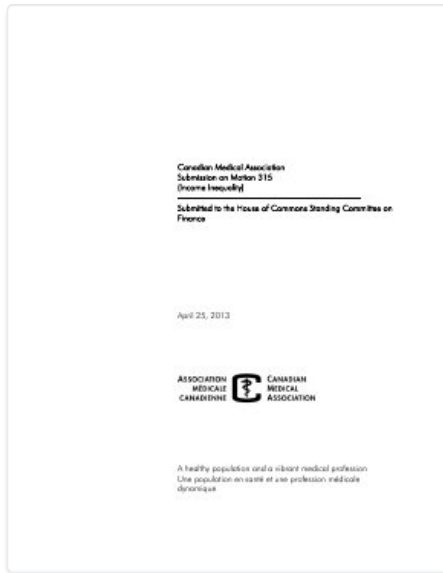 Canadian Medical Association
Submission on Motion 315
(Income Inequality)
Submitted to the House of Commons Standing Committee on
Finance
April 25, 2013
ASSOCIATION
MÉDICALE
CANADIENNE
CANADIAN
MEDICAL
ASSOCIATION
A healthy population and a vibrant medical profession
Une population en santé et une profession médicale
dynamique